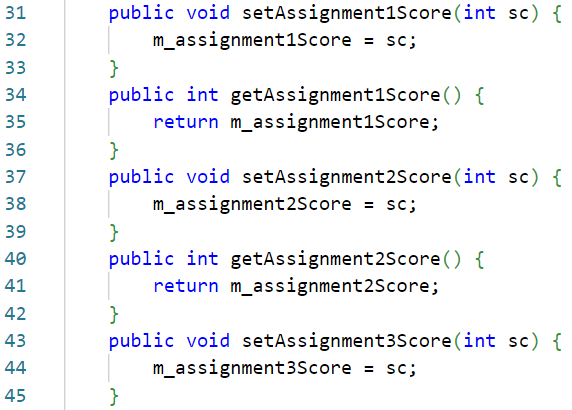 31 public void setAssignment1Score(int sc) {
32 m_assignment1Score = sc;
33 }
34 public int getAssignment1Score() {
35 return m_assignment1Score;
36 }
37 public void setAssignment2Score(int sc) {
38 m_assignment2Score = sc;
39 }
40 public int getAssignment2Score() {
41 return m_assignment2Score;
42 }
43 public void setAssignment3Score(int sc) {
44 m_assignment3Score = sc;
45 }